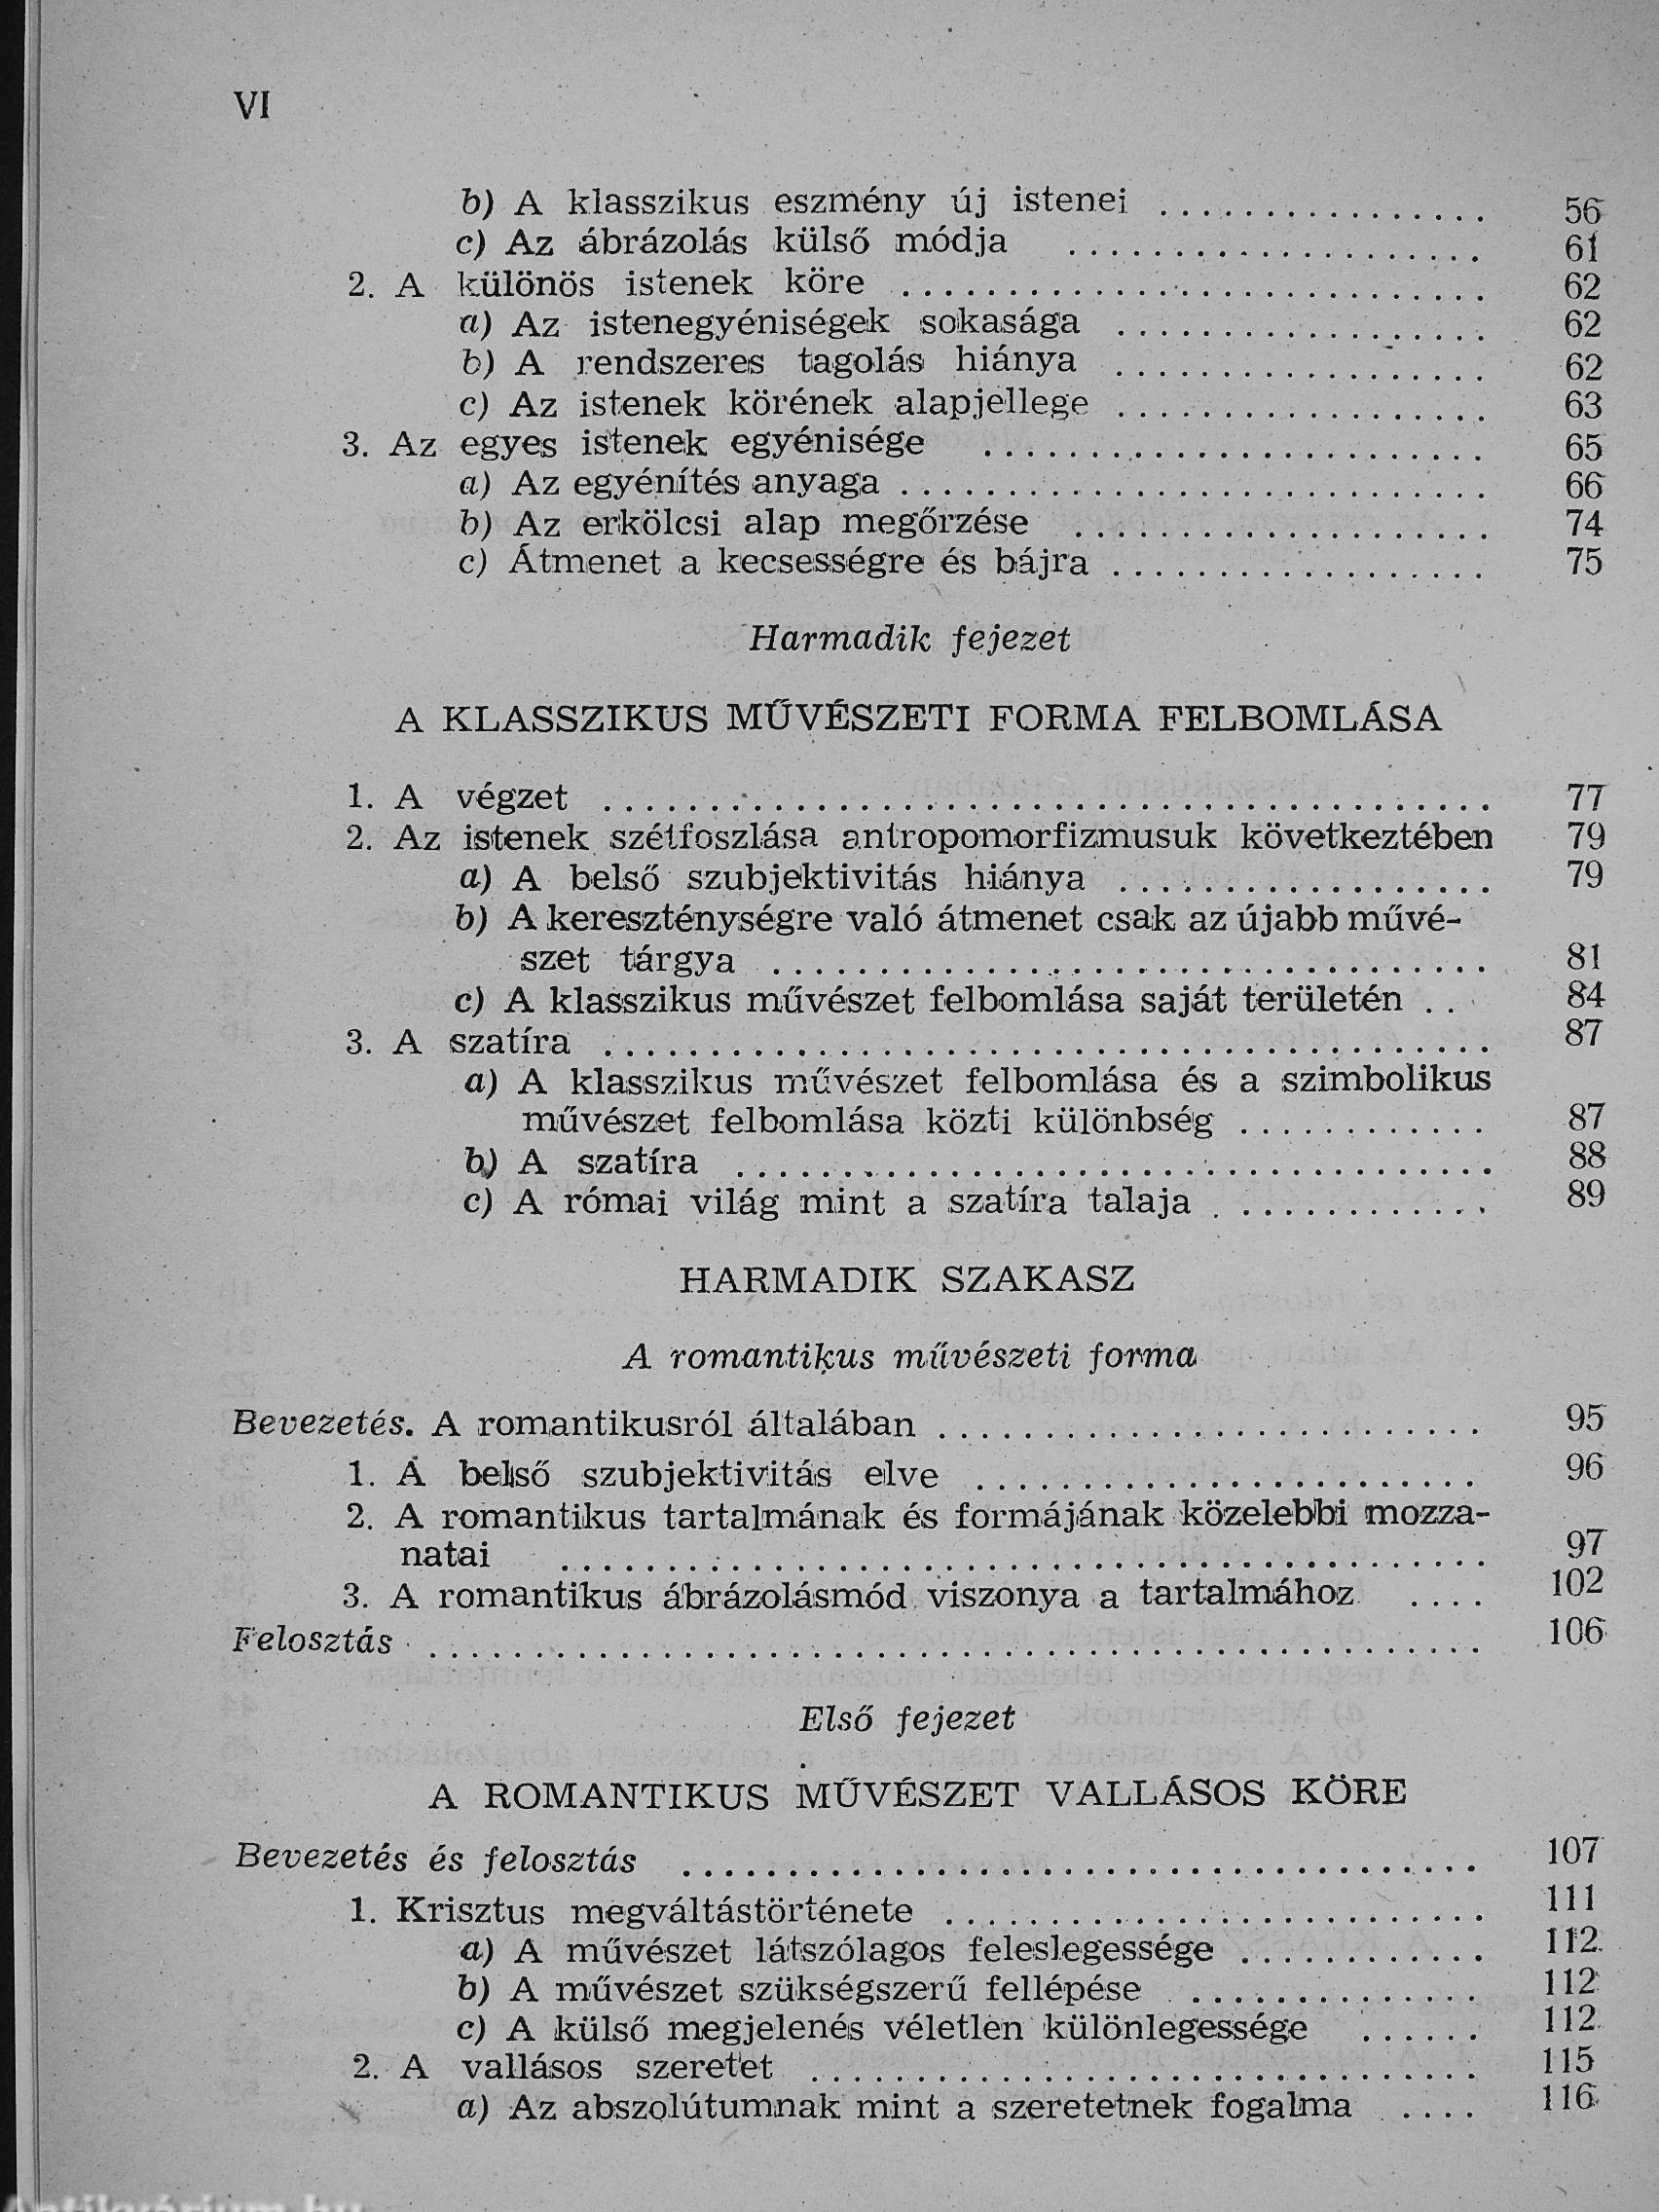 VI
b) A klasszikus eszmény új istenei ................ 56
c) Az ábrázolás külső módja .................... 61
2. A különös istenek köre ............................ 62
a) Az istenegyéniségek sokasága .................. 62
b) A rendszeres tagolás hiánya .................. 62
c) Az istenek körének alapjellege .................. 63
3. Az egyes istenek egyénisége ........................ 65
a) Az egyénítés anyaga ............................ 66
b) Az erkölcsi alap megőrzése .................... 74
c) Átmenet a kecsességre és bájra .................. 75
Harmadik fejezet
A KLASSZIKUS MŰVÉSZETI FORMA FELBOMLÁSA
1. A végzet ........................................... 77
2. Az istenek szétfoszlása antropomorfizmusuk következtében 79
a) A belső szubjektivitás hiánya .................. 79
b) A kereszténységre való átmenet csak az újabb művé-
szet tárgya .................................. 81
c) A klasszikus művészet felbomlása saját területén .. 84
3. A szatíra ........................................... 87
a) A klasszikus művészet felbomlása és a szimbolikus
művészet felbomlása közti különbség ............ 87
b) A szatíra .................................... 88
c) A római világ mint a szatíra talaja ............. 89
HARMADIK SZAKASZ
A romantikus művészeti forma
Bevezetés. A romantikusról általában .......................... 95
1. A belső szubjektivitás elve ........................ 96
2. A romantikus tartalmának és formájának közelebbi mozza-
natai ............................................ 97
3. A romantikus ábrázolásmód viszonya a tartalmához .... 102
Felosztás ................................................... 106
Első fejezet
A ROMANTIKUS MŰVÉSZET VALLÁSOS KÖRE
Bevezetés és felosztás ...................................... 107
1. Krisztus megváltástörténete .......................... 111
a) A művészet látszólagos feleslegessége ............ 112
b) A művészet szükségszerű fellépése .............. 112
c) A külső megjelenés véletlen különlegessége ...... 112
2. A vallásos szeretet ................................ 115
a) Az abszolútumnak mint a szeretetnek fogalma .... 116
Antikvárium.hu